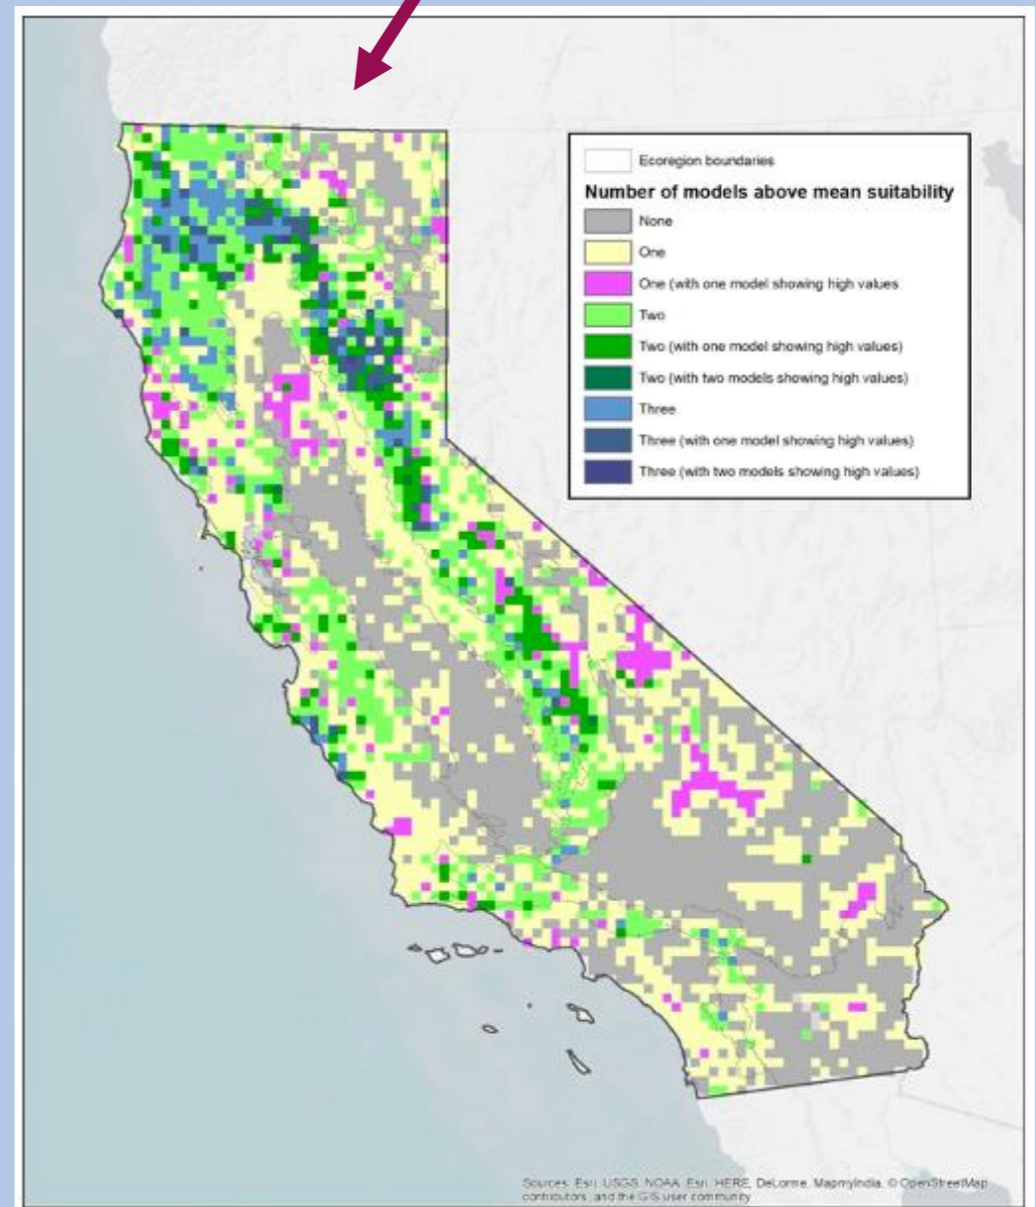 Ecoregion boundaries
Number of models above mean suitability
None
One
One (with one model showing high values
Two
Two (with one model showing high values)
Two (with two models showing high values)
Three
Three (with one model showing high values)
Three (with two models showing high values)
Sources: Esri, USGS, NOAA, Esri, HERE, DeLorme, MapmyIndia, © OpenStreetMap
contributors, and the GIS user community